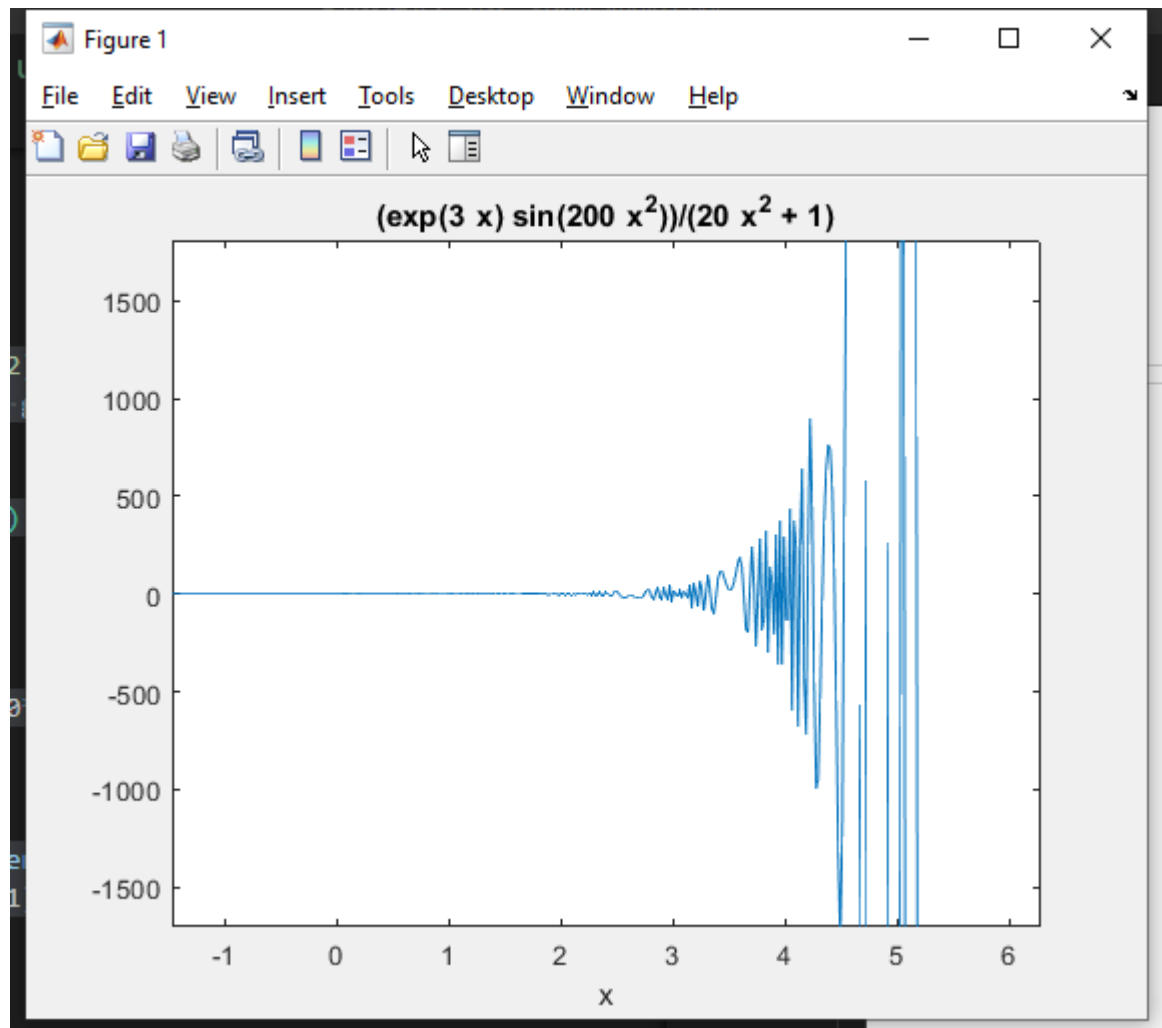 Figure 1
File Edit View Insert Tools Desktop Window Help
(exp(3 x) sin(200 x²))/(20 x² + 1)
1500
1000
500
0
-500
-1000
-1500
-1 0 1 2 3 4 5 6
x